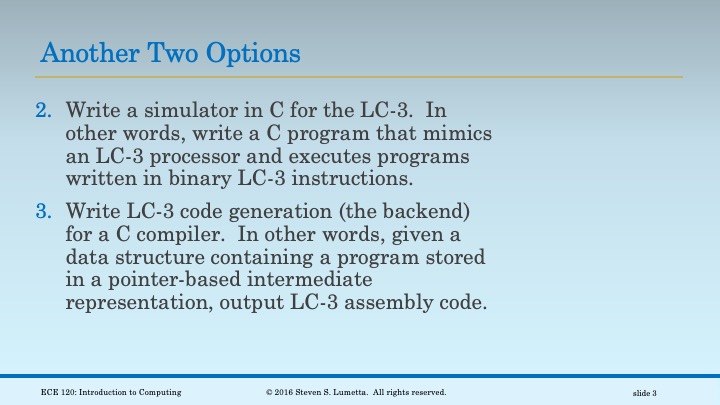 Another Two Options
2. Write a simulator in C for the LC-3.  In
other words, write a C program that mimics
an LC-3 processor and executes programs
written in binary LC-3 instructions.
3. Write LC-3 code generation (the backend)
for a C compiler.  In other words, given a
data structure containing a program stored
in a pointer-based intermediate
representation, output LC-3 assembly code.
ECE 120: Introduction to Computing © 2016 Steven S. Lumetta.  All rights reserved. slide 3